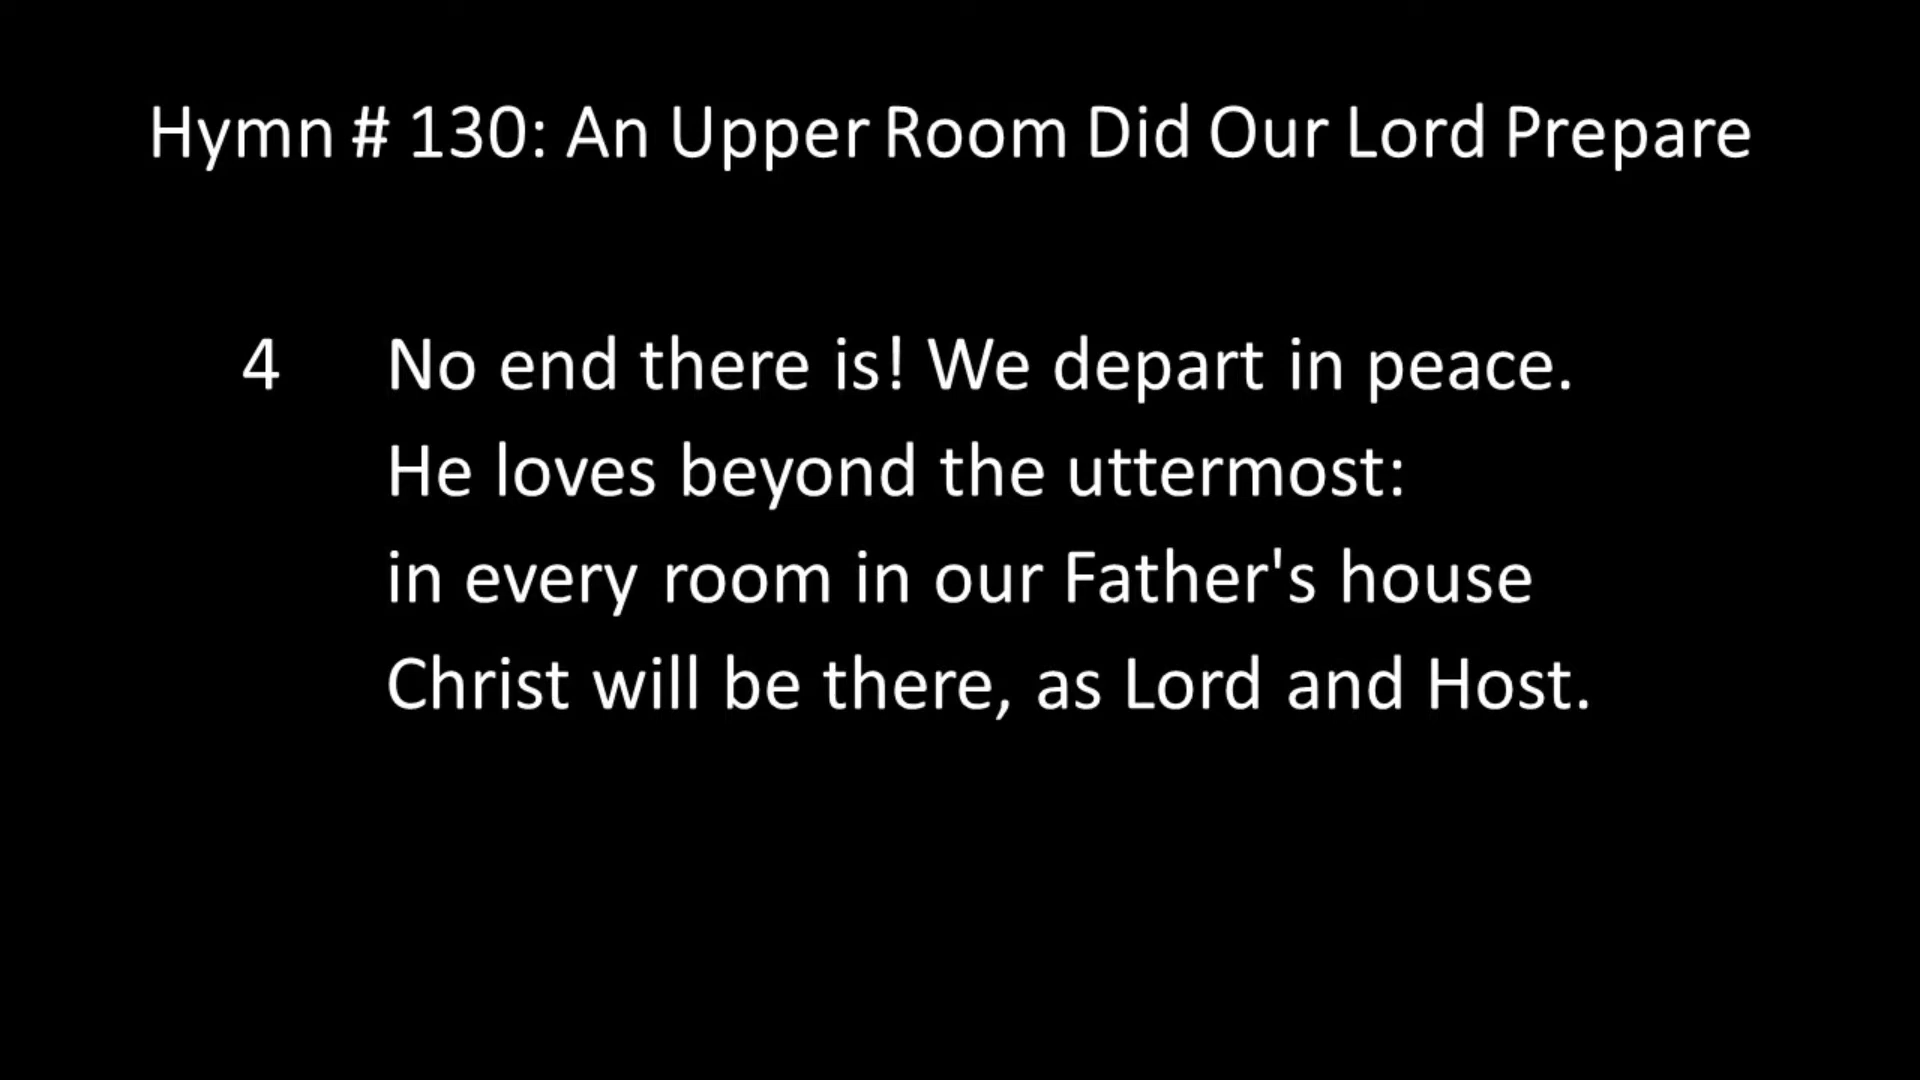 Hymn # 130: An Upper Room Did Our Lord Prepare
4 No end there is! We depart in peace.
He loves beyond the uttermost:
in every room in our Father's house
Christ will be there, as Lord and Host.